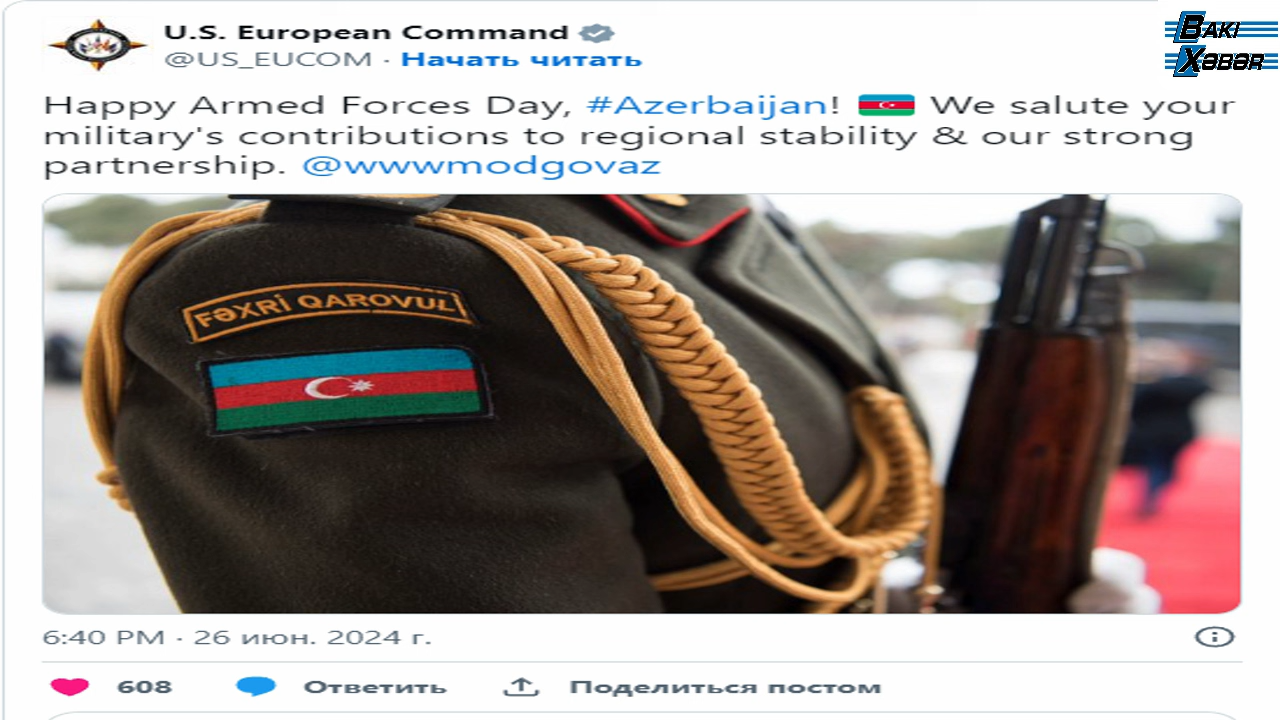 U.S. European Command
BAKI
XƏBƏR
@US_EUCOM · Начать читать
Happy Armed Forces Day, #Azerbaijan! 🇦🇿 We salute your
military's contributions to regional stability & our strong
partnership. @wwwmodgovaz
FƏXRİ QAROVUL
6:40 PM · 26 июн. 2024 г.
608 Ответить Поделиться постом